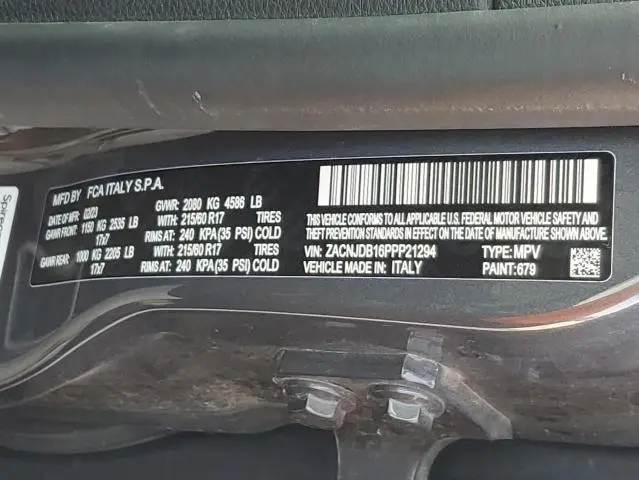 MFD BY FCA ITALY S.P.A.
DATE OF MFR 02/23 GVWR: 2080 KG 4586 LB
GAWR FRONT: 1150 KG 2535 LB WITH: 215/60 R17 TIRES
17x7 RIMS AT: 240 KPA(35 PSI) COLD
GAWR REAR: 1000 KG 2205 LB WITH: 215/60 R17 TIRES
17x7 RIMS AT: 240 KPA(35 PSI) COLD
THIS VEHICLE CONFORMS TO ALL APPLICABLE U.S. FEDERAL MOTOR VEHICLE SAFETY AND
THEFT PREVENTION STANDARDS IN EFFECT ON THE DATE OF MANUFACTURE SHOWN ABOVE.
VIN: ZACNJDB16PPP21294 TYPE: MPV
VEHICLE MADE IN: ITALY PAINT:679